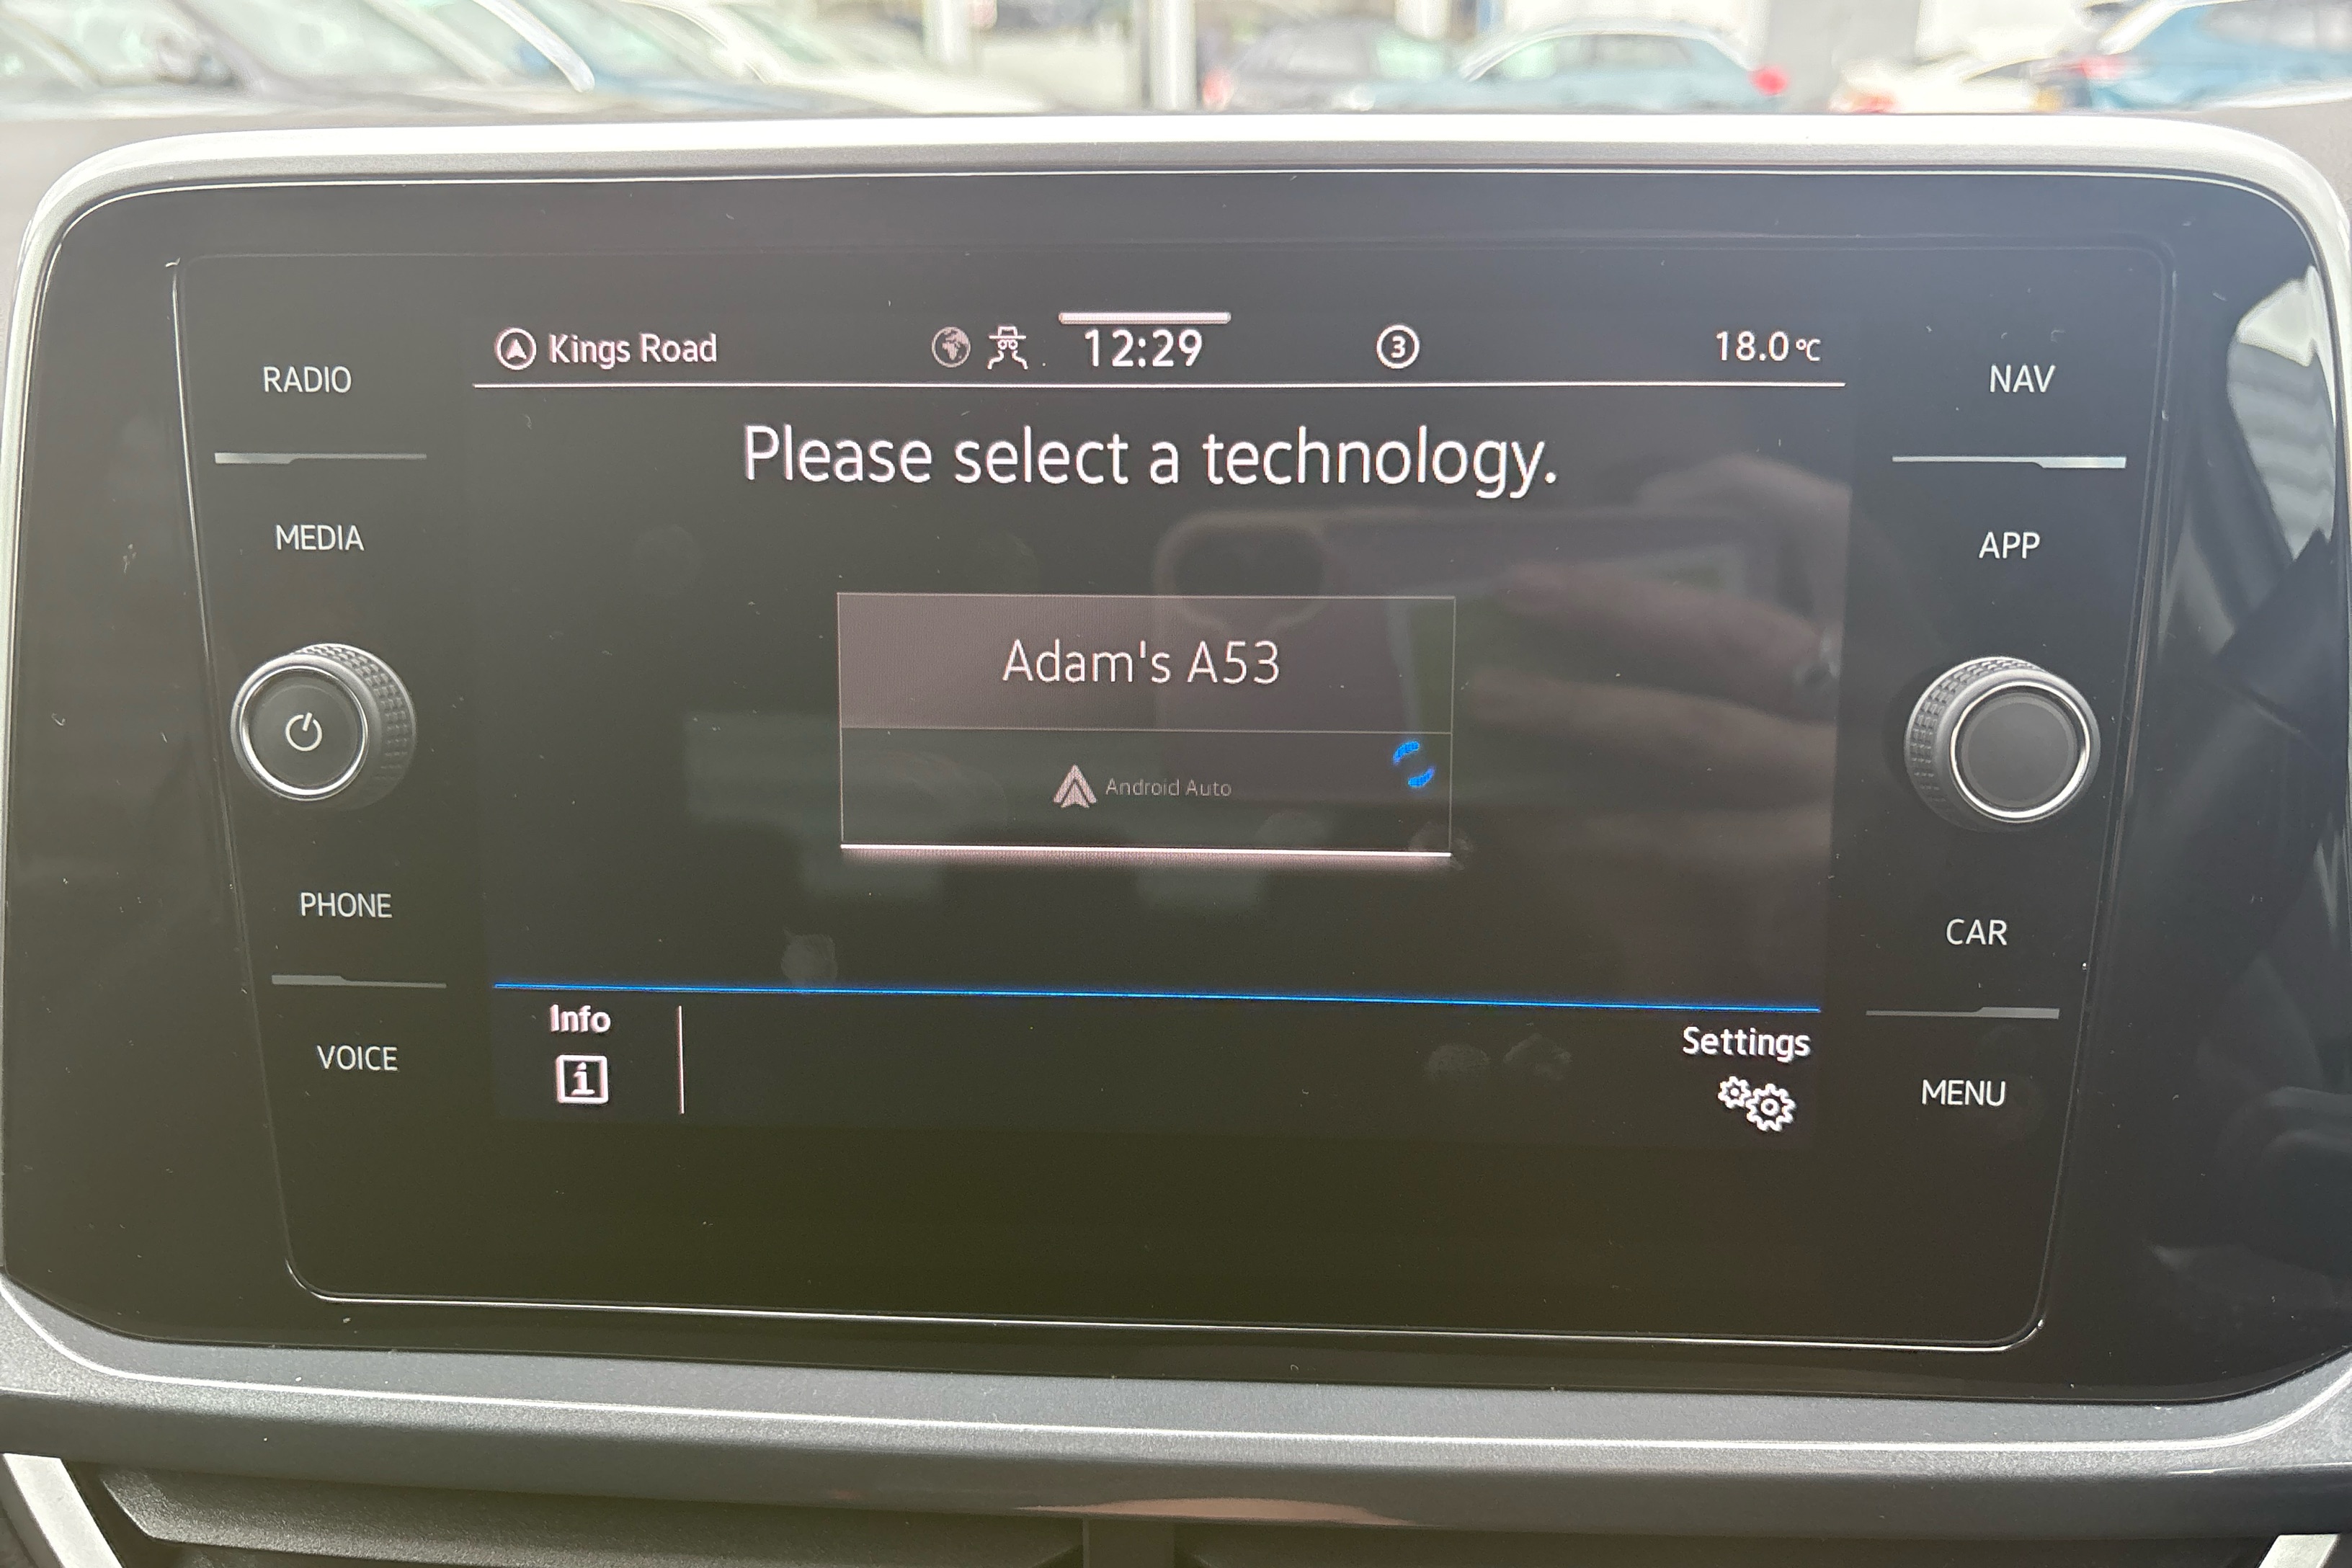 Kings Road
12:29
3
18.0°C
RADIO
MEDIA
PHONE
VOICE
Please select a technology.
Adam's A53
Android Auto
Info
i
Settings
NAV
APP
CAR
MENU